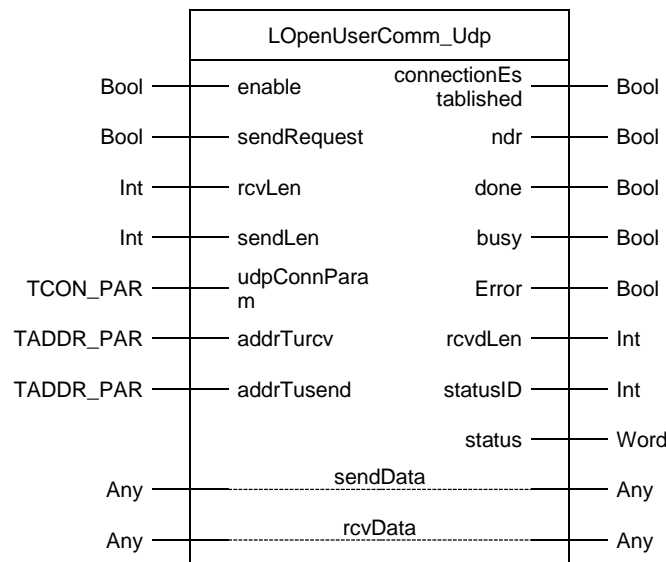 LOpenUserComm_Udp
Bool enable connectionEs
tablished Bool
Bool sendRequest ndr Bool
Int rcvLen done Bool
Int sendLen busy Bool
TCON_PAR udpConnPara
m Error Bool
TADDR_PAR addrTurcv rcvdLen Int
TADDR_PAR addrTusend statusID Int
status Word
Any sendData Any
Any rcvData Any